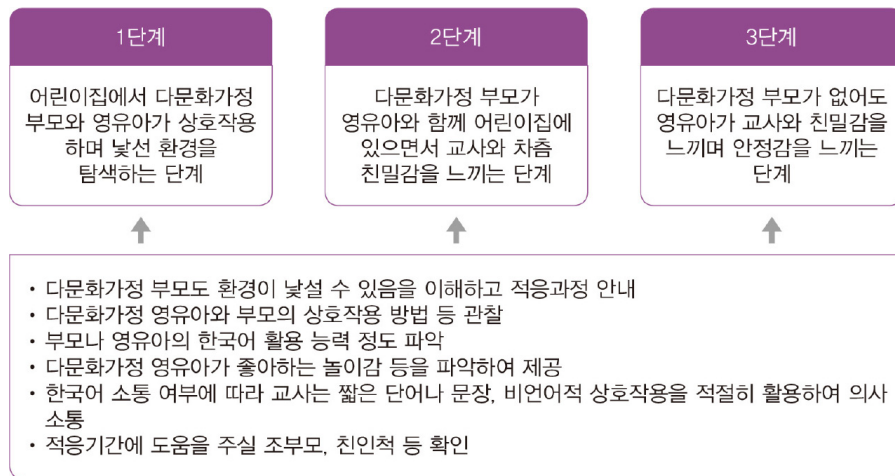 1단계
어린이집에서 다문화가정
부모와 영유아가 상호작용
하며 낯선 환경을
탐색하는 단계
2단계
다문화가정 부모가
영유아와 함께 어린이집에
있으면서 교사와 차츰
친밀감을 느끼는 단계
3단계
다문화가정 부모가 없어도
영유아가 교사와 친밀감을
느끼며 안정감을 느끼는
단계
• 다문화가정 부모도 환경이 낯설 수 있음을 이해하고 적응과정 안내
• 다문화가정 영유아와 부모의 상호작용 방법 등 관찰
• 부모나 영유아의 한국어 활용 능력 정도 파악
• 다문화가정 영유아가 좋아하는 놀이감 등을 파악하여 제공
• 한국어 소통 여부에 따라 교사는 짧은 단어나 문장, 비언어적 상호작용을 적절히 활용하여 의사
소통
• 적응기간에 도움을 주실 조부모, 친인척 등 확인